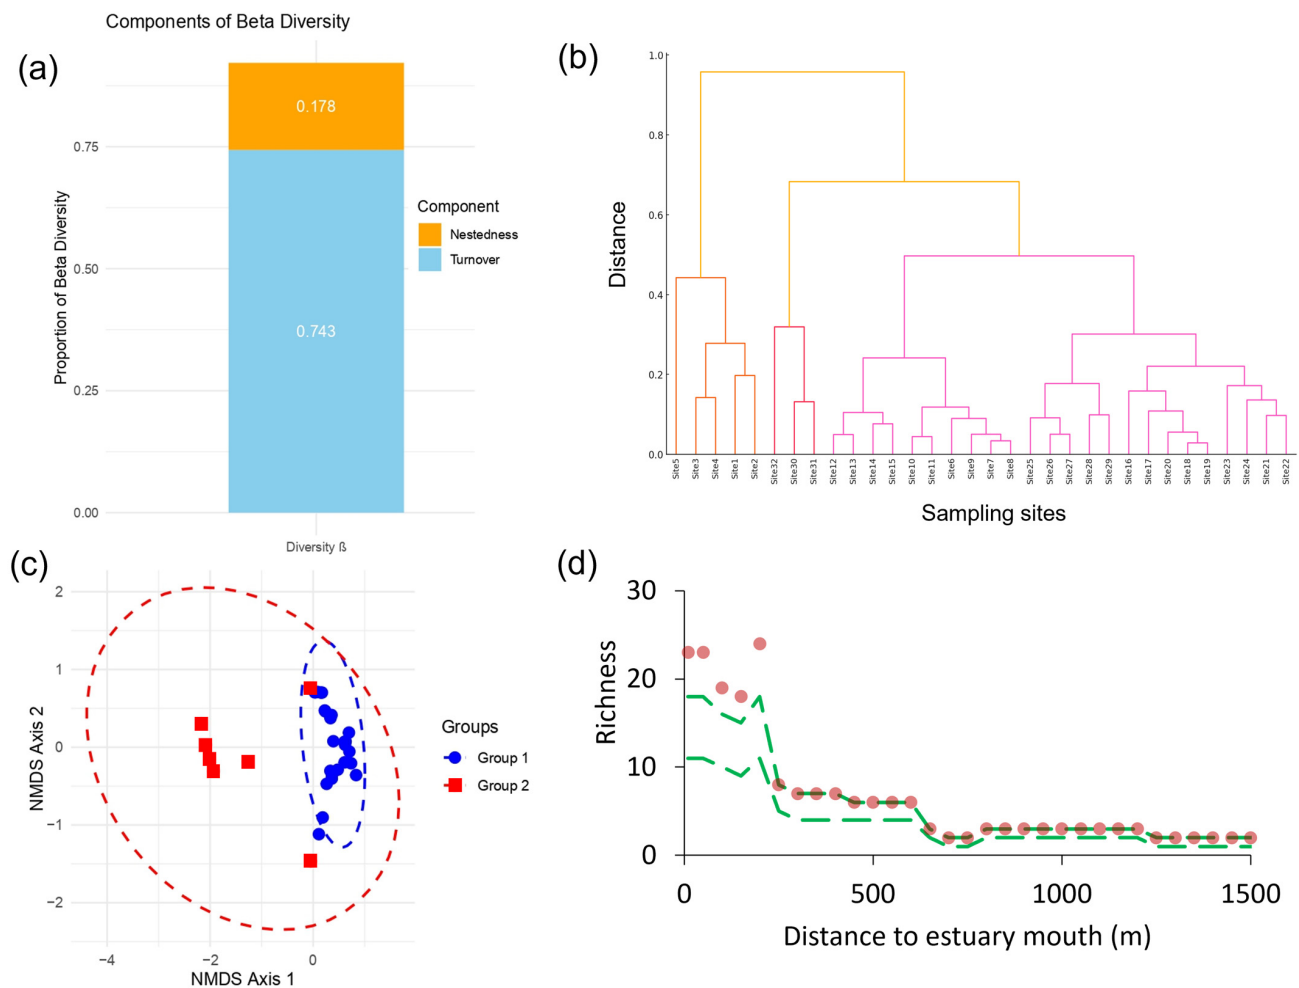 Components of Beta Diversity
(a)
Proportion of Beta Diversity
0.75
0.50
0.25
0.00
0.178
0.743
Diversity ß
Component
Nestedness
Turnover
(b)
Distance
1.0
0.8
0.6
0.4
0.2
0.0
Site5
Site3
Site4
Site1
Site2
Site32
Site30
Site31
Site12
Site13
Site14
Site15
Site10
Site11
Site6
Site9
Site7
Site8
Site25
Site26
Site27
Site28
Site29
Site16
Site17
Site20
Site18
Site19
Site23
Site24
Site21
Site22
Sampling sites
(c)
NMDS Axis 2
2
1
0
−1
−2
−4
−2
0
NMDS Axis 1
Groups
Group 1
Group 2
(d)
Richness
30
20
10
0
0
500
1000
1500
Distance to estuary mouth (m)